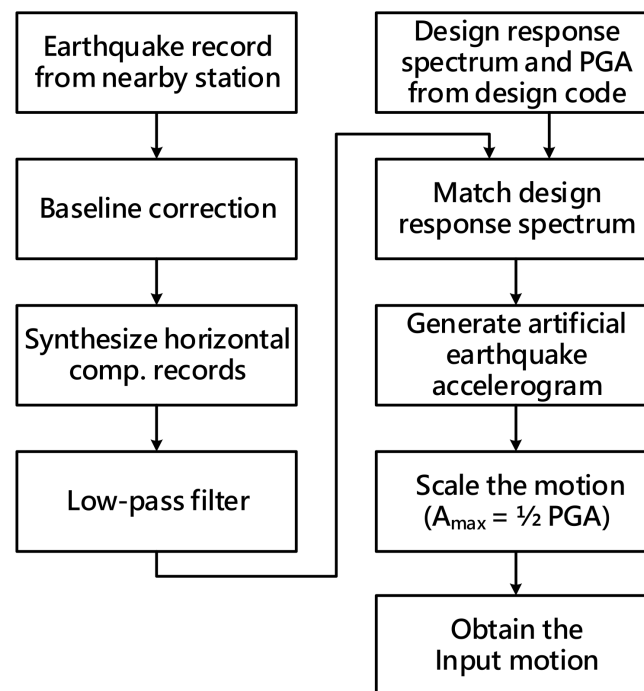 Earthquake record
from nearby station
Baseline correction
Synthesize horizontal
comp. records
Low-pass filter
Design response
spectrum and PGA
from design code
Match design
response spectrum
Generate artificial
earthquake
accelerogram
Scale the motion
(Amax = ½ PGA)
Obtain the
Input motion